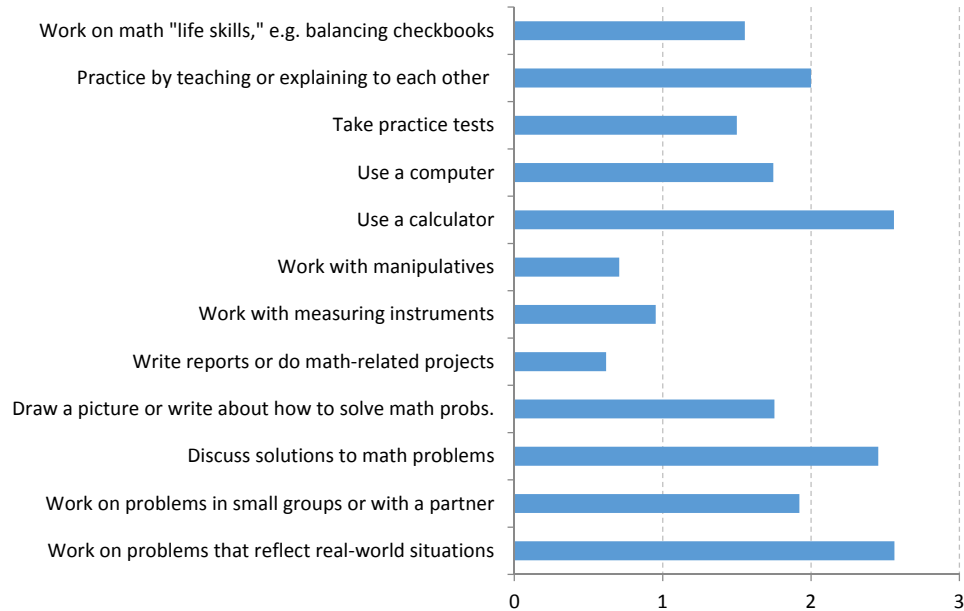 Work on math "life skills," e.g. balancing checkbooks
Practice by teaching or explaining to each other
Take practice tests
Use a computer
Use a calculator
Work with manipulatives
Work with measuring instruments
Write reports or do math-related projects
Draw a picture or write about how to solve math probs.
Discuss solutions to math problems
Work on problems in small groups or with a partner
Work on problems that reflect real-world situations
0 1 2 3